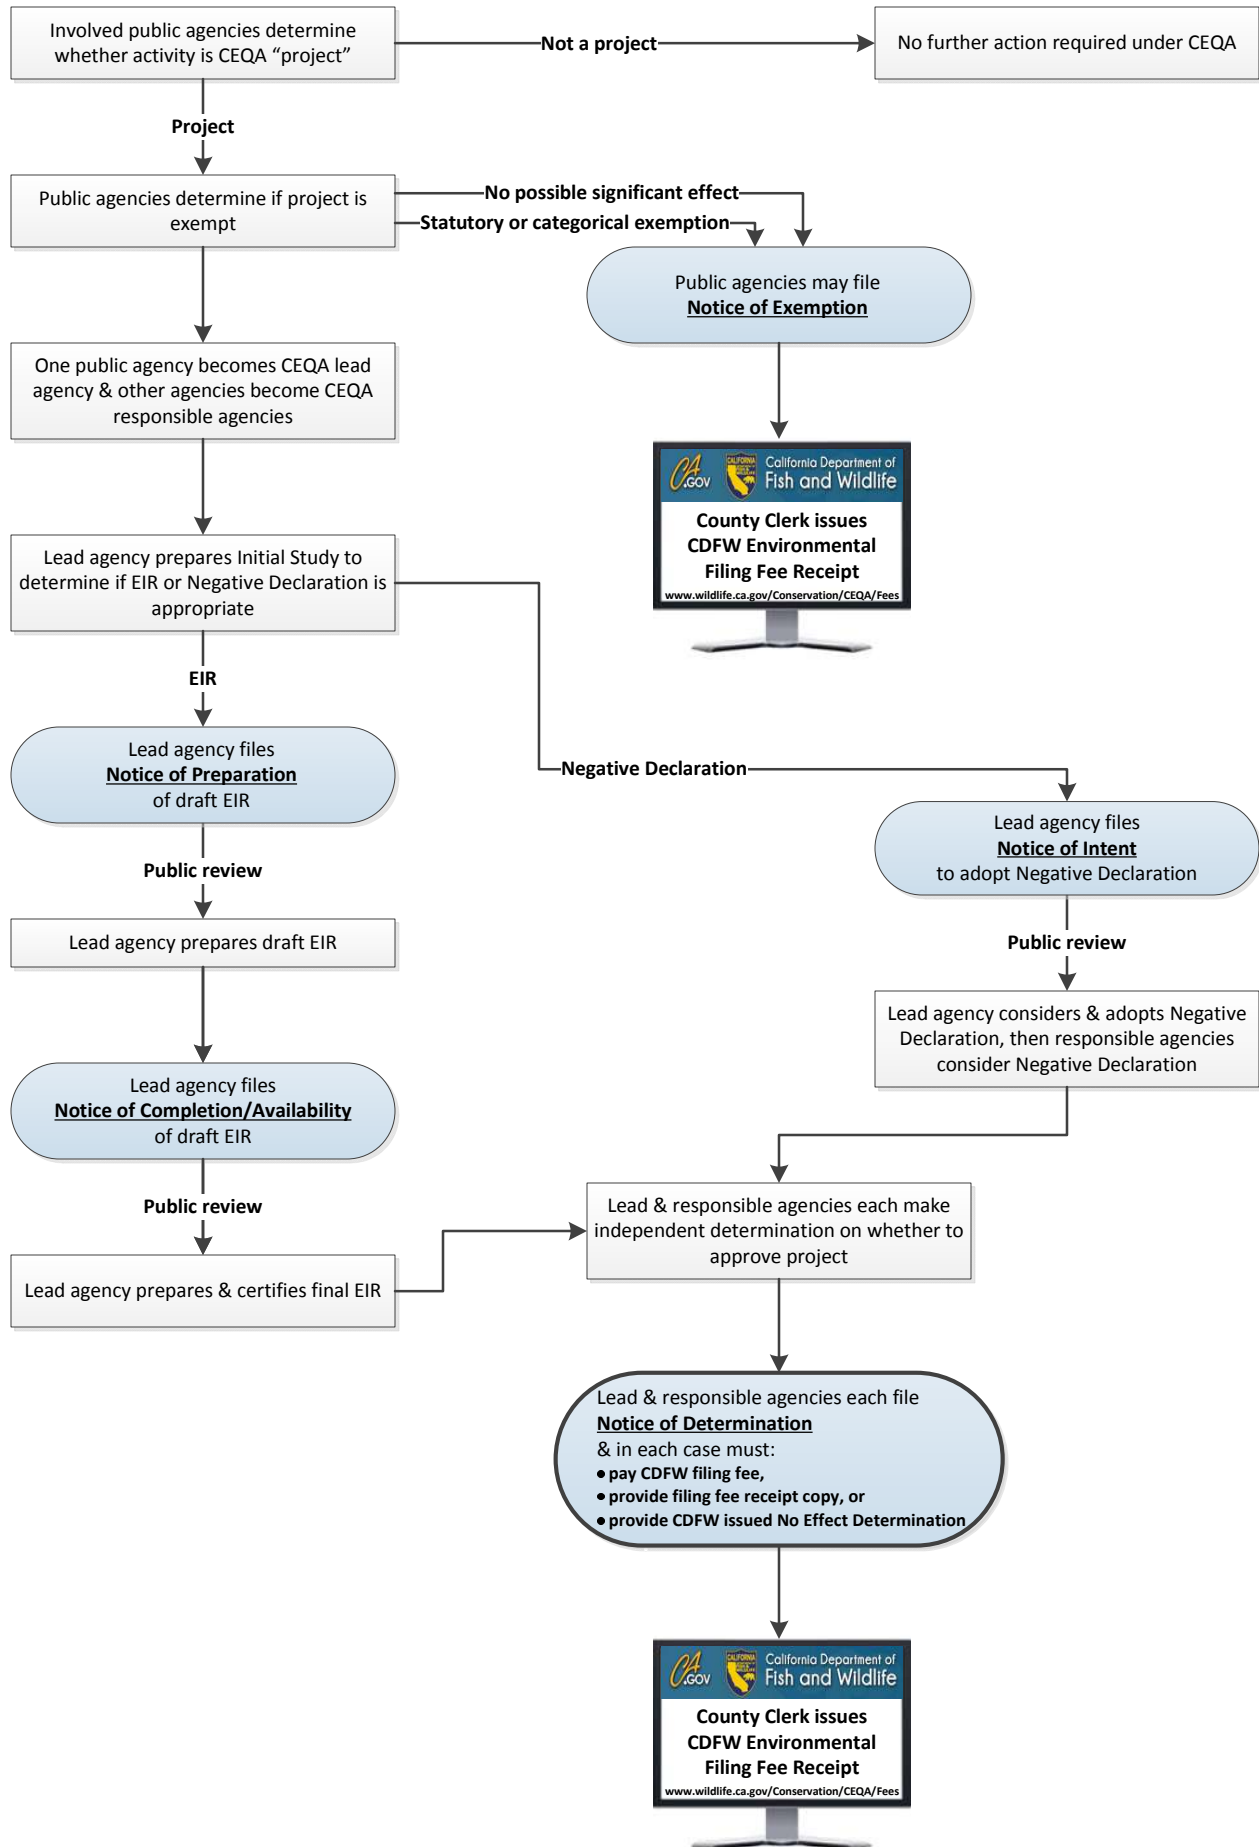 Involved public agencies determine
whether activity is CEQA “project”
Not a project
No further action required under CEQA
Project
Public agencies determine if project is
exempt
No possible significant effect
Statutory or categorical exemption
Public agencies may file
Notice of Exemption
One public agency becomes CEQA lead
agency & other agencies become CEQA
responsible agencies
CA.GOV
CALIFORNIA
California Department of
Fish and Wildlife
County Clerk issues
CDFW Environmental
Filing Fee Receipt
www.wildlife.ca.gov/Conservation/CEQA/Fees
Lead agency prepares Initial Study to
determine if EIR or Negative Declaration is
appropriate
EIR
Lead agency files
Notice of Preparation
of draft EIR
Negative Declaration
Lead agency files
Notice of Intent
to adopt Negative Declaration
Public review
Lead agency prepares draft EIR
Public review
Lead agency considers & adopts Negative
Declaration, then responsible agencies
consider Negative Declaration
Lead agency files
Notice of Completion/Availability
of draft EIR
Public review
Lead agency prepares & certifies final EIR
Lead & responsible agencies each make
independent determination on whether to
approve project
Lead & responsible agencies each file
Notice of Determination
& in each case must:
• pay CDFW filing fee,
• provide filing fee receipt copy, or
• provide CDFW issued No Effect Determination
CA.GOV
CALIFORNIA
California Department of
Fish and Wildlife
County Clerk issues
CDFW Environmental
Filing Fee Receipt
www.wildlife.ca.gov/Conservation/CEQA/Fees